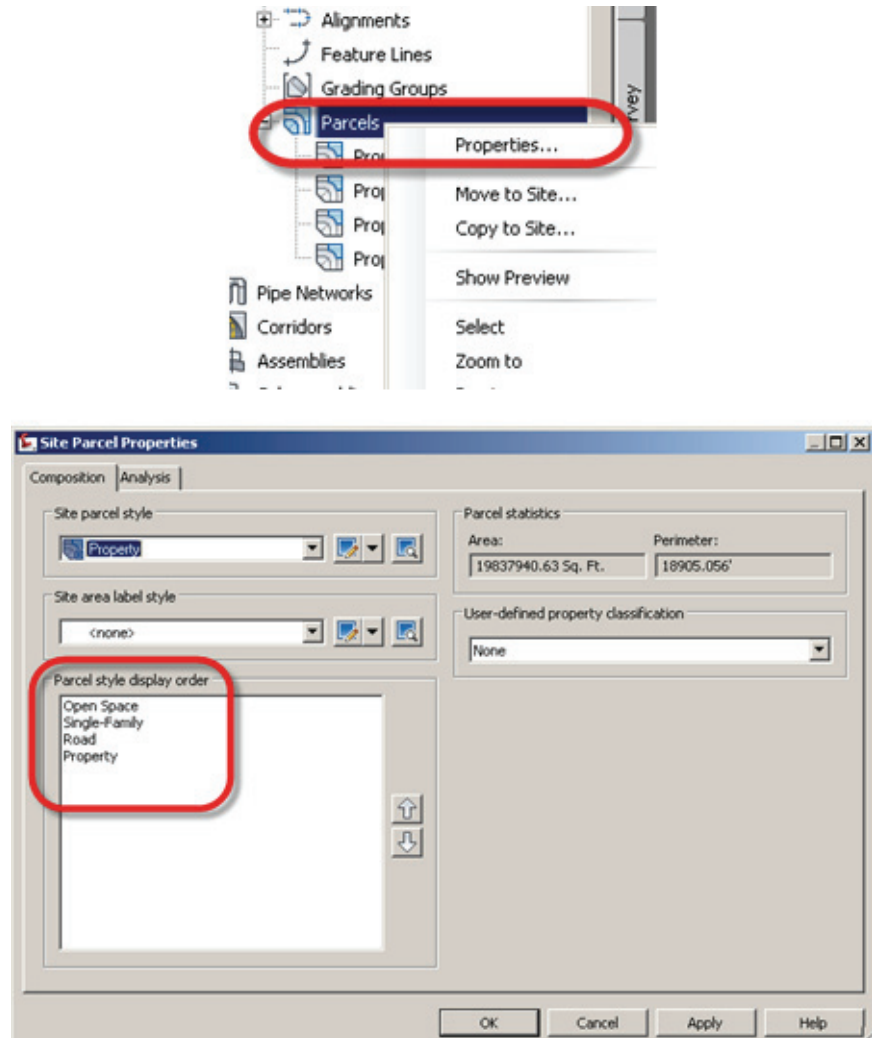 Alignments
Feature Lines
Grading Groups
Parcels
Properties...
Move to Site...
Copy to Site...
Show Preview
Pipe Networks
Corridors
Select
Assemblies
Zoom to
Site Parcel Properties
Composition Analysis
Site parcel style
Property
Parcel statistics
Area: Perimeter:
19837940.63 Sq. Ft. 18905.056'
Site area label style
<none>
User-defined property classification
None
Parcel style display order
Open Space
Single-Family
Road
Property
OK Cancel Apply Help